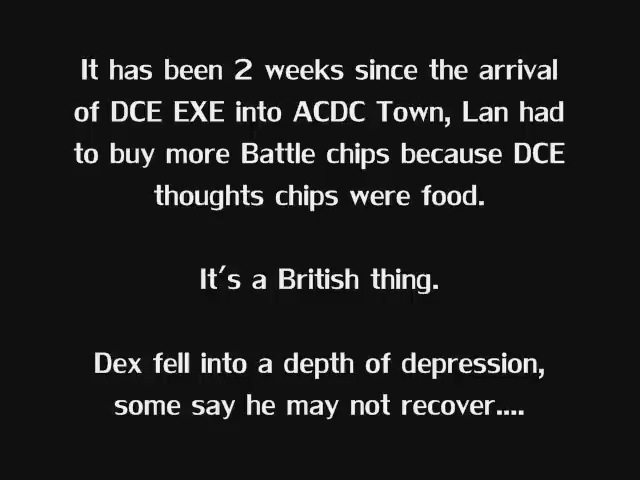 It has been 2 weeks since the arrival
of DCE EXE into ACDC Town, Lan had
to buy more Battle chips because DCE
thoughts chips were food.
It's a British thing.
Dex fell into a depth of depression,
some say he may not recover....